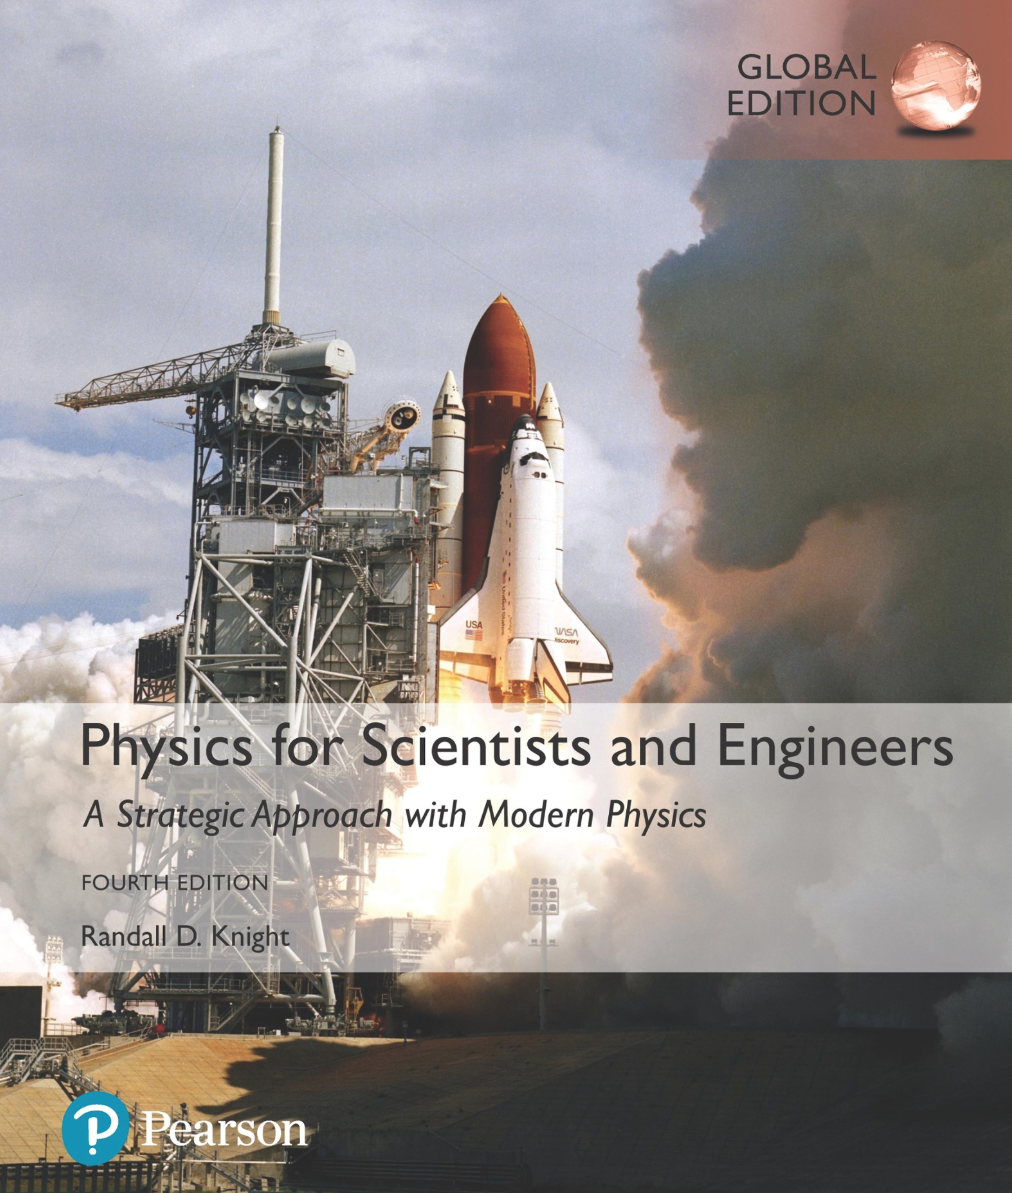 GLOBAL
EDITION
USA
NASA
Discovery
Physics for Scientists and Engineers
A Strategic Approach with Modern Physics
FOURTH EDITION
Randall D. Knight
Pearson